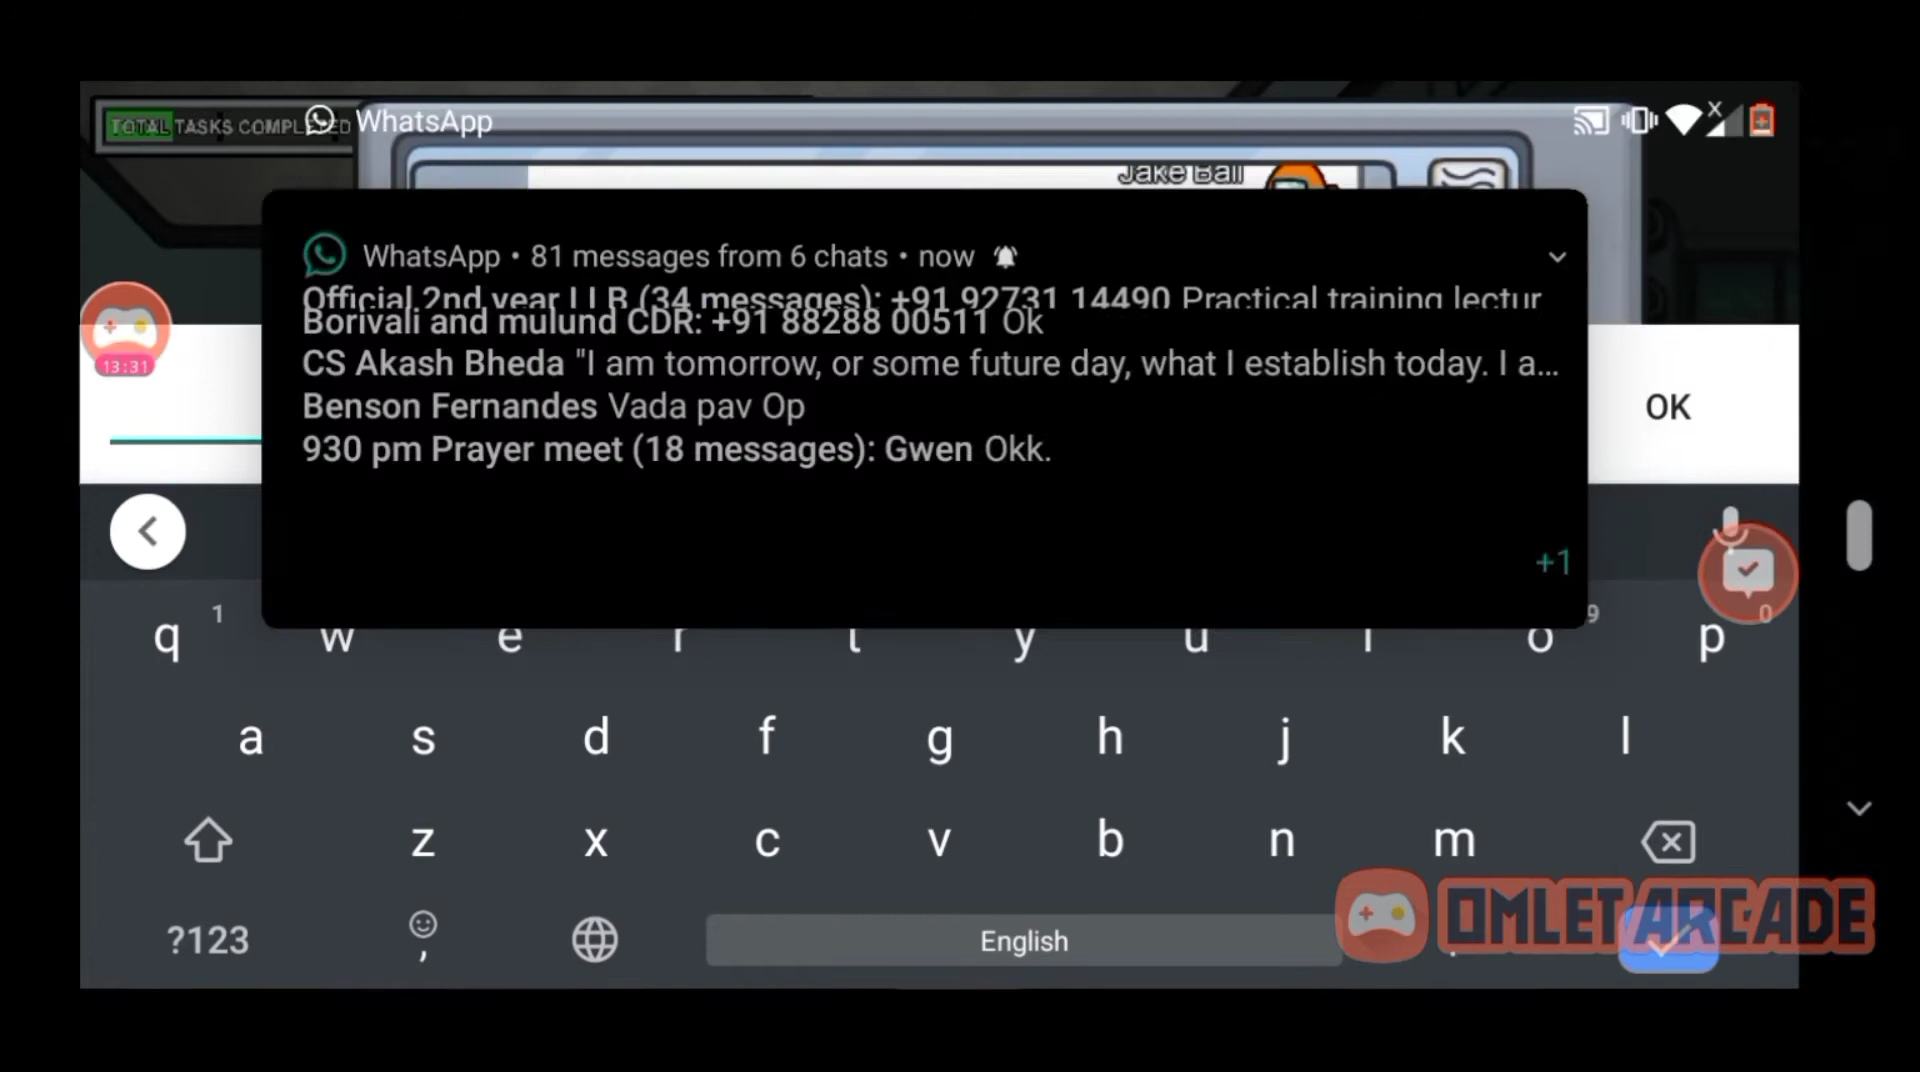 TOTAL TASKS COMPLETED
WhatsApp
Jake Ball
WhatsApp • 81 messages from 6 chats • now
Official 2nd year LLB (34 messages): +91 92731 14490 Practical training lectur
Borivali and mulund CDR: +91 88288 00511 Ok
CS Akash Bheda "I am tomorrow, or some future day, what I establish today. I a...
Benson Fernandes Vada pav Op
930 pm Prayer meet (18 messages): Gwen Okk.
+1
13:31
OK
q 1 w e r t y u i o 9 p 0
a s d f g h j k l
z x c v b n m
?123 , English .
OMLET ARCADE